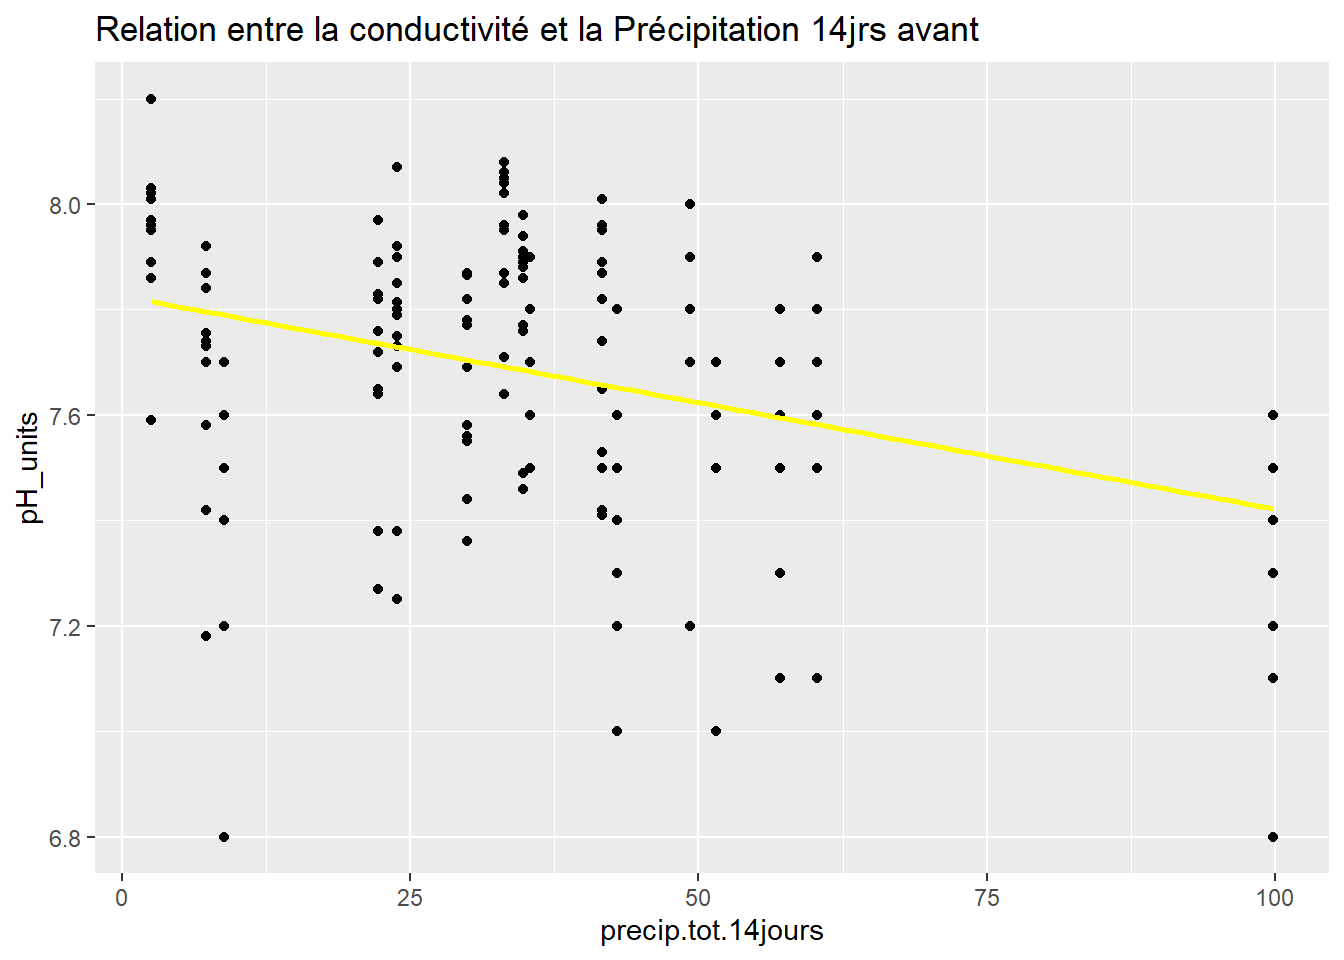 Relation entre la conductivité et la Précipitation 14jrs avant
pH_units
8.0
7.6
7.2
6.8
0 25 50 75 100
precip.tot.14jours